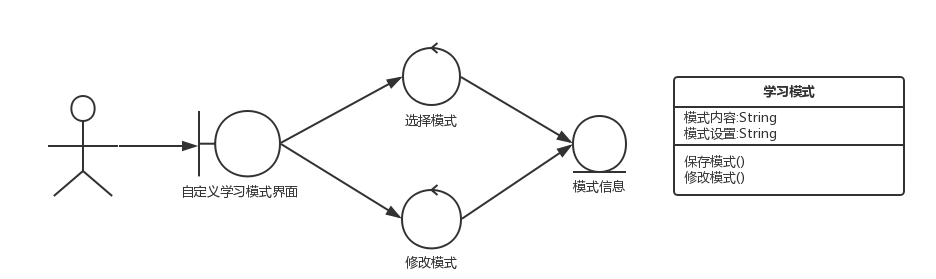 选择模式
自定义学习模式界面
模式信息
修改模式
学习模式
模式内容:String
模式设置:String
保存模式()
修改模式()